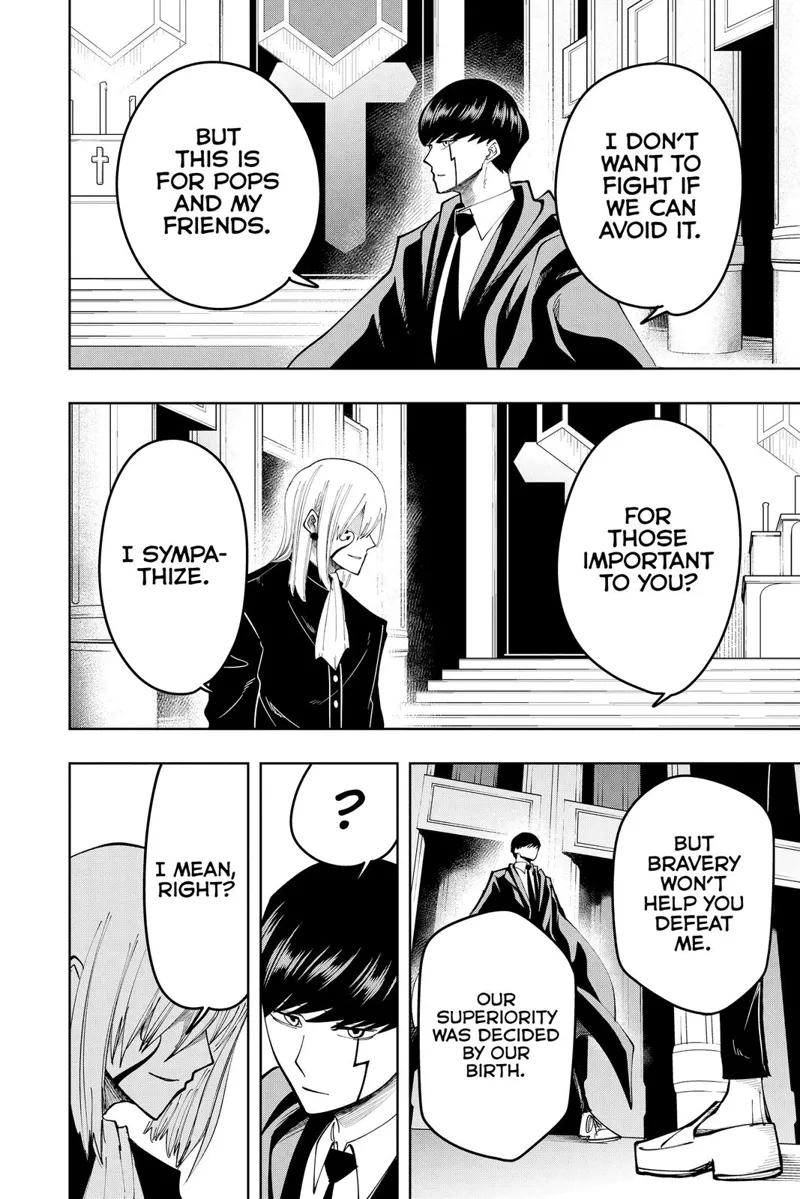 I DON'T
WANT TO
FIGHT IF
WE CAN
AVOID IT.
BUT
THIS IS
FOR POPS
AND MY
FRIENDS.
FOR
THOSE
IMPORTANT
TO YOU?
I SYMPA-
THIZE.
BUT
BRAVERY
WON'T
HELP YOU
DEFEAT
ME.
OUR
SUPERIORITY
WAS DECIDED
BY OUR
BIRTH.
?
I MEAN,
RIGHT?